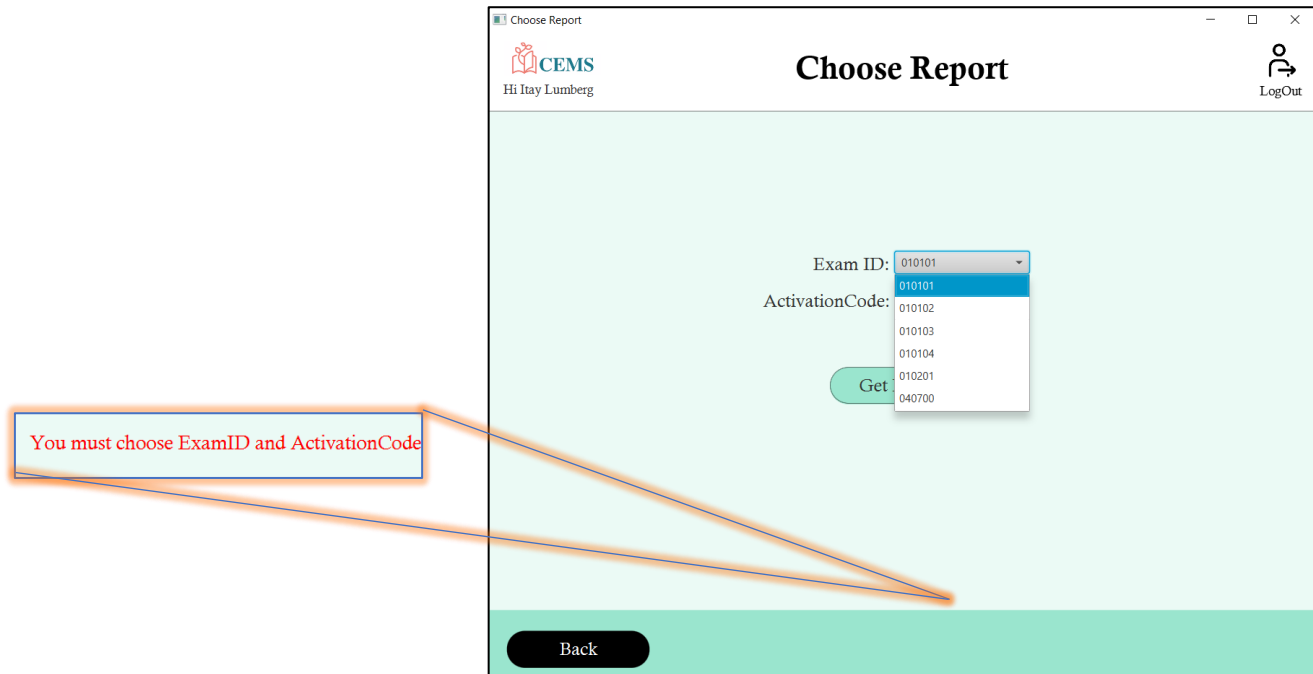 Choose Report
CEMS
Hi Itay Lumberg
Choose Report
LogOut
Exam ID: 010101
010101
ActivationCode:
010102
010103
010104
010201
040700
Get
You must choose ExamID and ActivationCode
Back